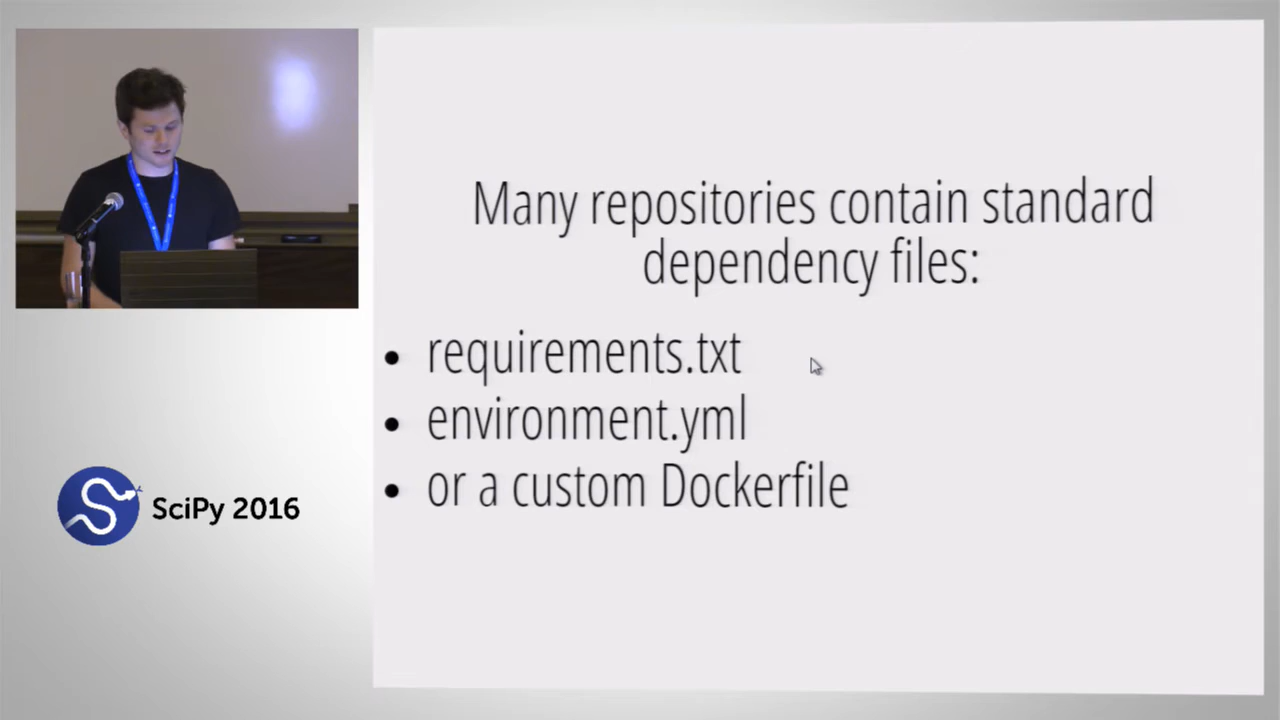 Many repositories contain standard
dependency files:
requirements.txt
environment.yml
or a custom Dockerfile
SciPy 2016